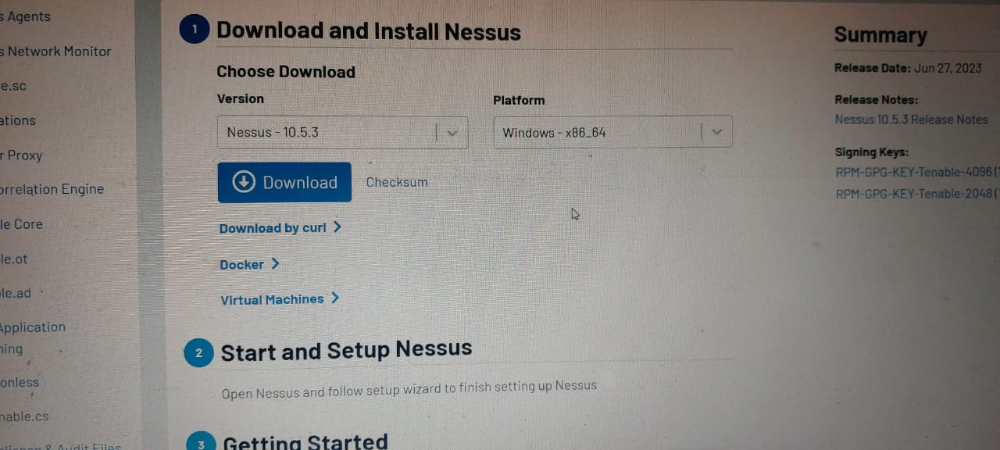 s Agents
s Network Monitor
e.sc
ations
r Proxy
orrelation Engine
le Core
le.ot
le.ad
Application
ning
onless
nable.cs
& Audit Files
1 Download and Install Nessus
Choose Download
Version
Platform
Nessus - 10.5.3
Windows - x86_64
Download
Checksum
Download by curl
Docker
Virtual Machines
2 Start and Setup Nessus
Open Nessus and follow setup wizard to finish setting up Nessus
3 Getting Started
Summary
Release Date: Jun 27, 2023
Release Notes:
Nessus 10.5.3 Release Notes
Signing Keys:
RPM-GPG-KEY-Tenable-4096 (
RPM-GPG-KEY-Tenable-2048 (